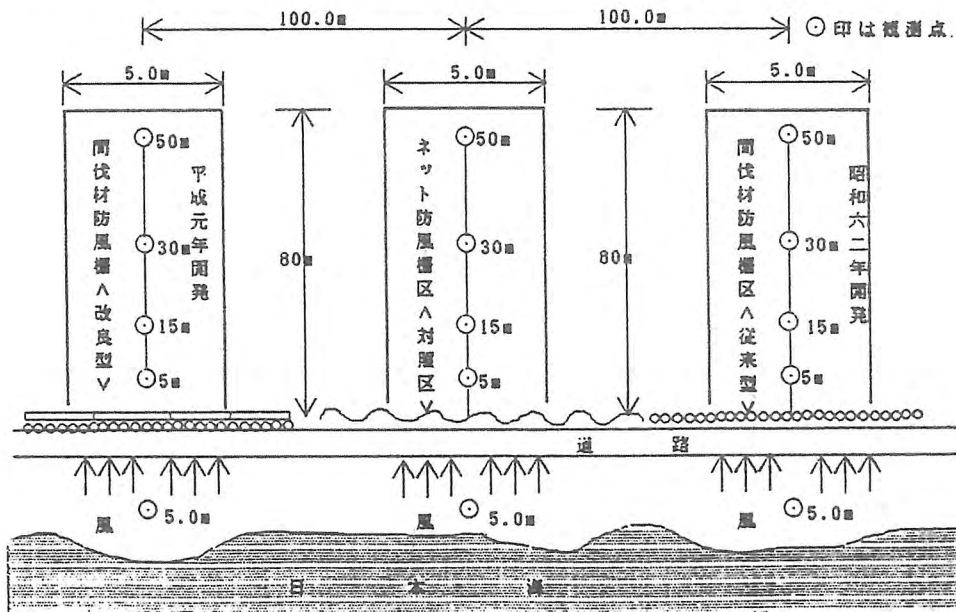 100.0m
100.0m
⊙印は観測点.
5.0m
5.0m
5.0m
間伐材防風柵<改良型>
平成元年開発
50m
30m
15m
5m
80m
ネット防風柵区<対照区>
50m
30m
15m
5m
80m
間伐材防風柵区<従来型>
昭和六二年開発
50m
30m
15m
5m
道路
風
5.0m
風
5.0m
風
5.0m
日本海